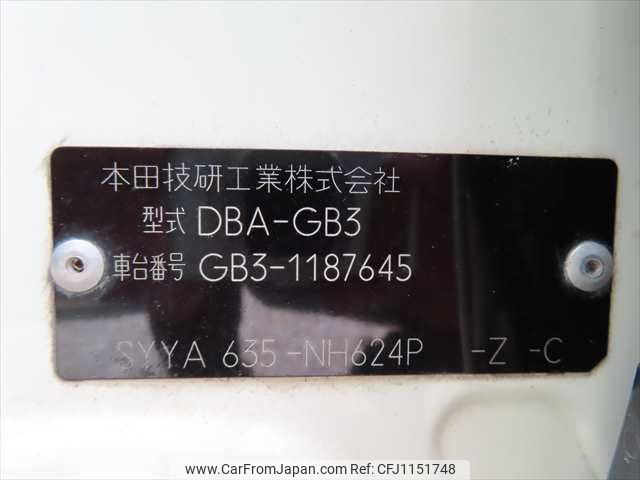 本田技研工業株式会社
型式 DBA-GB3
車台番号 GB3-1187645
SYYA 635-NH624P -Z -C
www.CarFromJapan.com | REF: CFJ1151748